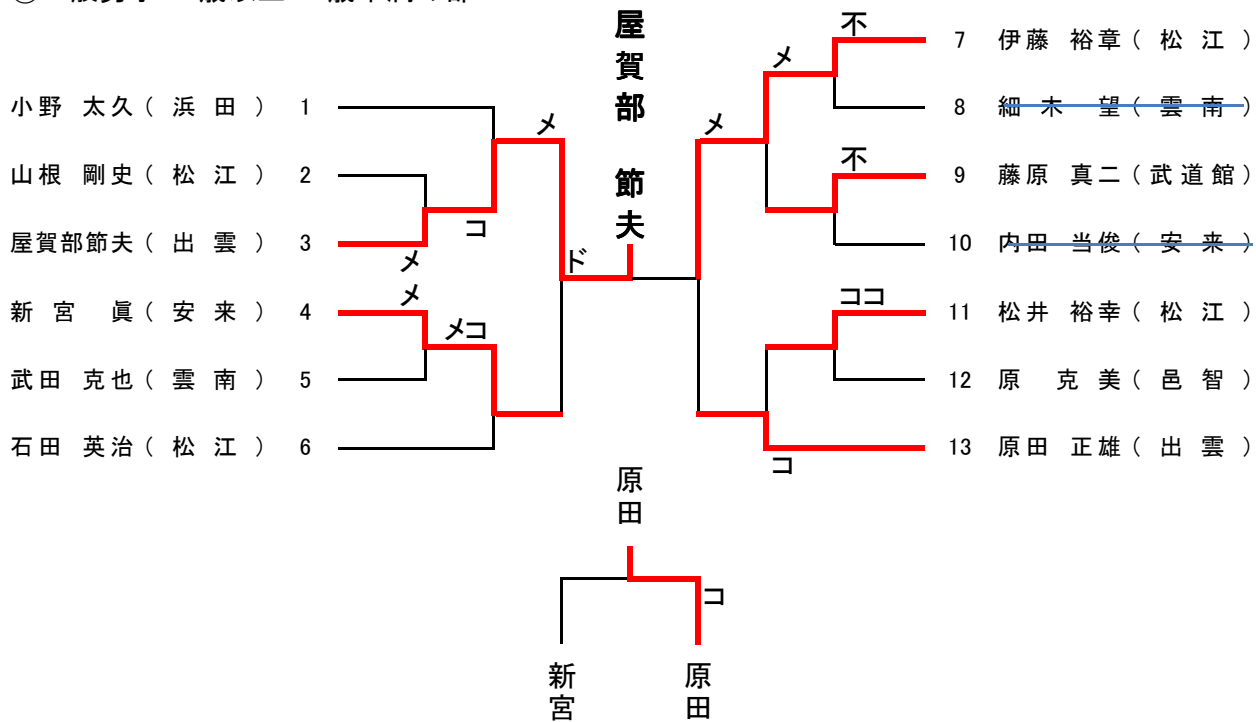 屋賀部 節夫
小野 太久 ( 浜 田 ) 1
山根 剛史 ( 松 江 ) 2
屋賀部節夫 ( 出 雲 ) 3
新 宮 眞 ( 安 来 ) 4
武田 克也 ( 雲 南 ) 5
石田 英治 ( 松 江 ) 6
メ
コ
メ
メ
メコ
ド
メ
メ
不
不
ココ
コ
7 伊藤 裕章 ( 松 江 )
8 細 木 望 ( 雲 南 )
9 藤原 真二 ( 武道館 )
10 内田 当俊 ( 安 来 )
11 松井 裕幸 ( 松 江 )
12 原 克 美 ( 邑 智 )
13 原田 正雄 ( 出 雲 )
原田
コ
新宮
原田